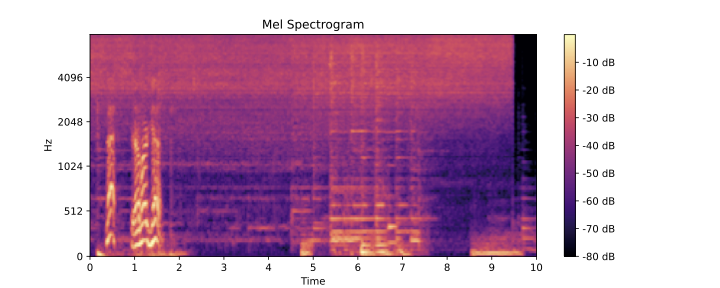 Mel Spectrogram
Hz
4096
2048
1024
512
0
0 1 2 3 4 5 6 7 8 9 10
Time
-10 dB
-20 dB
-30 dB
-40 dB
-50 dB
-60 dB
-70 dB
-80 dB